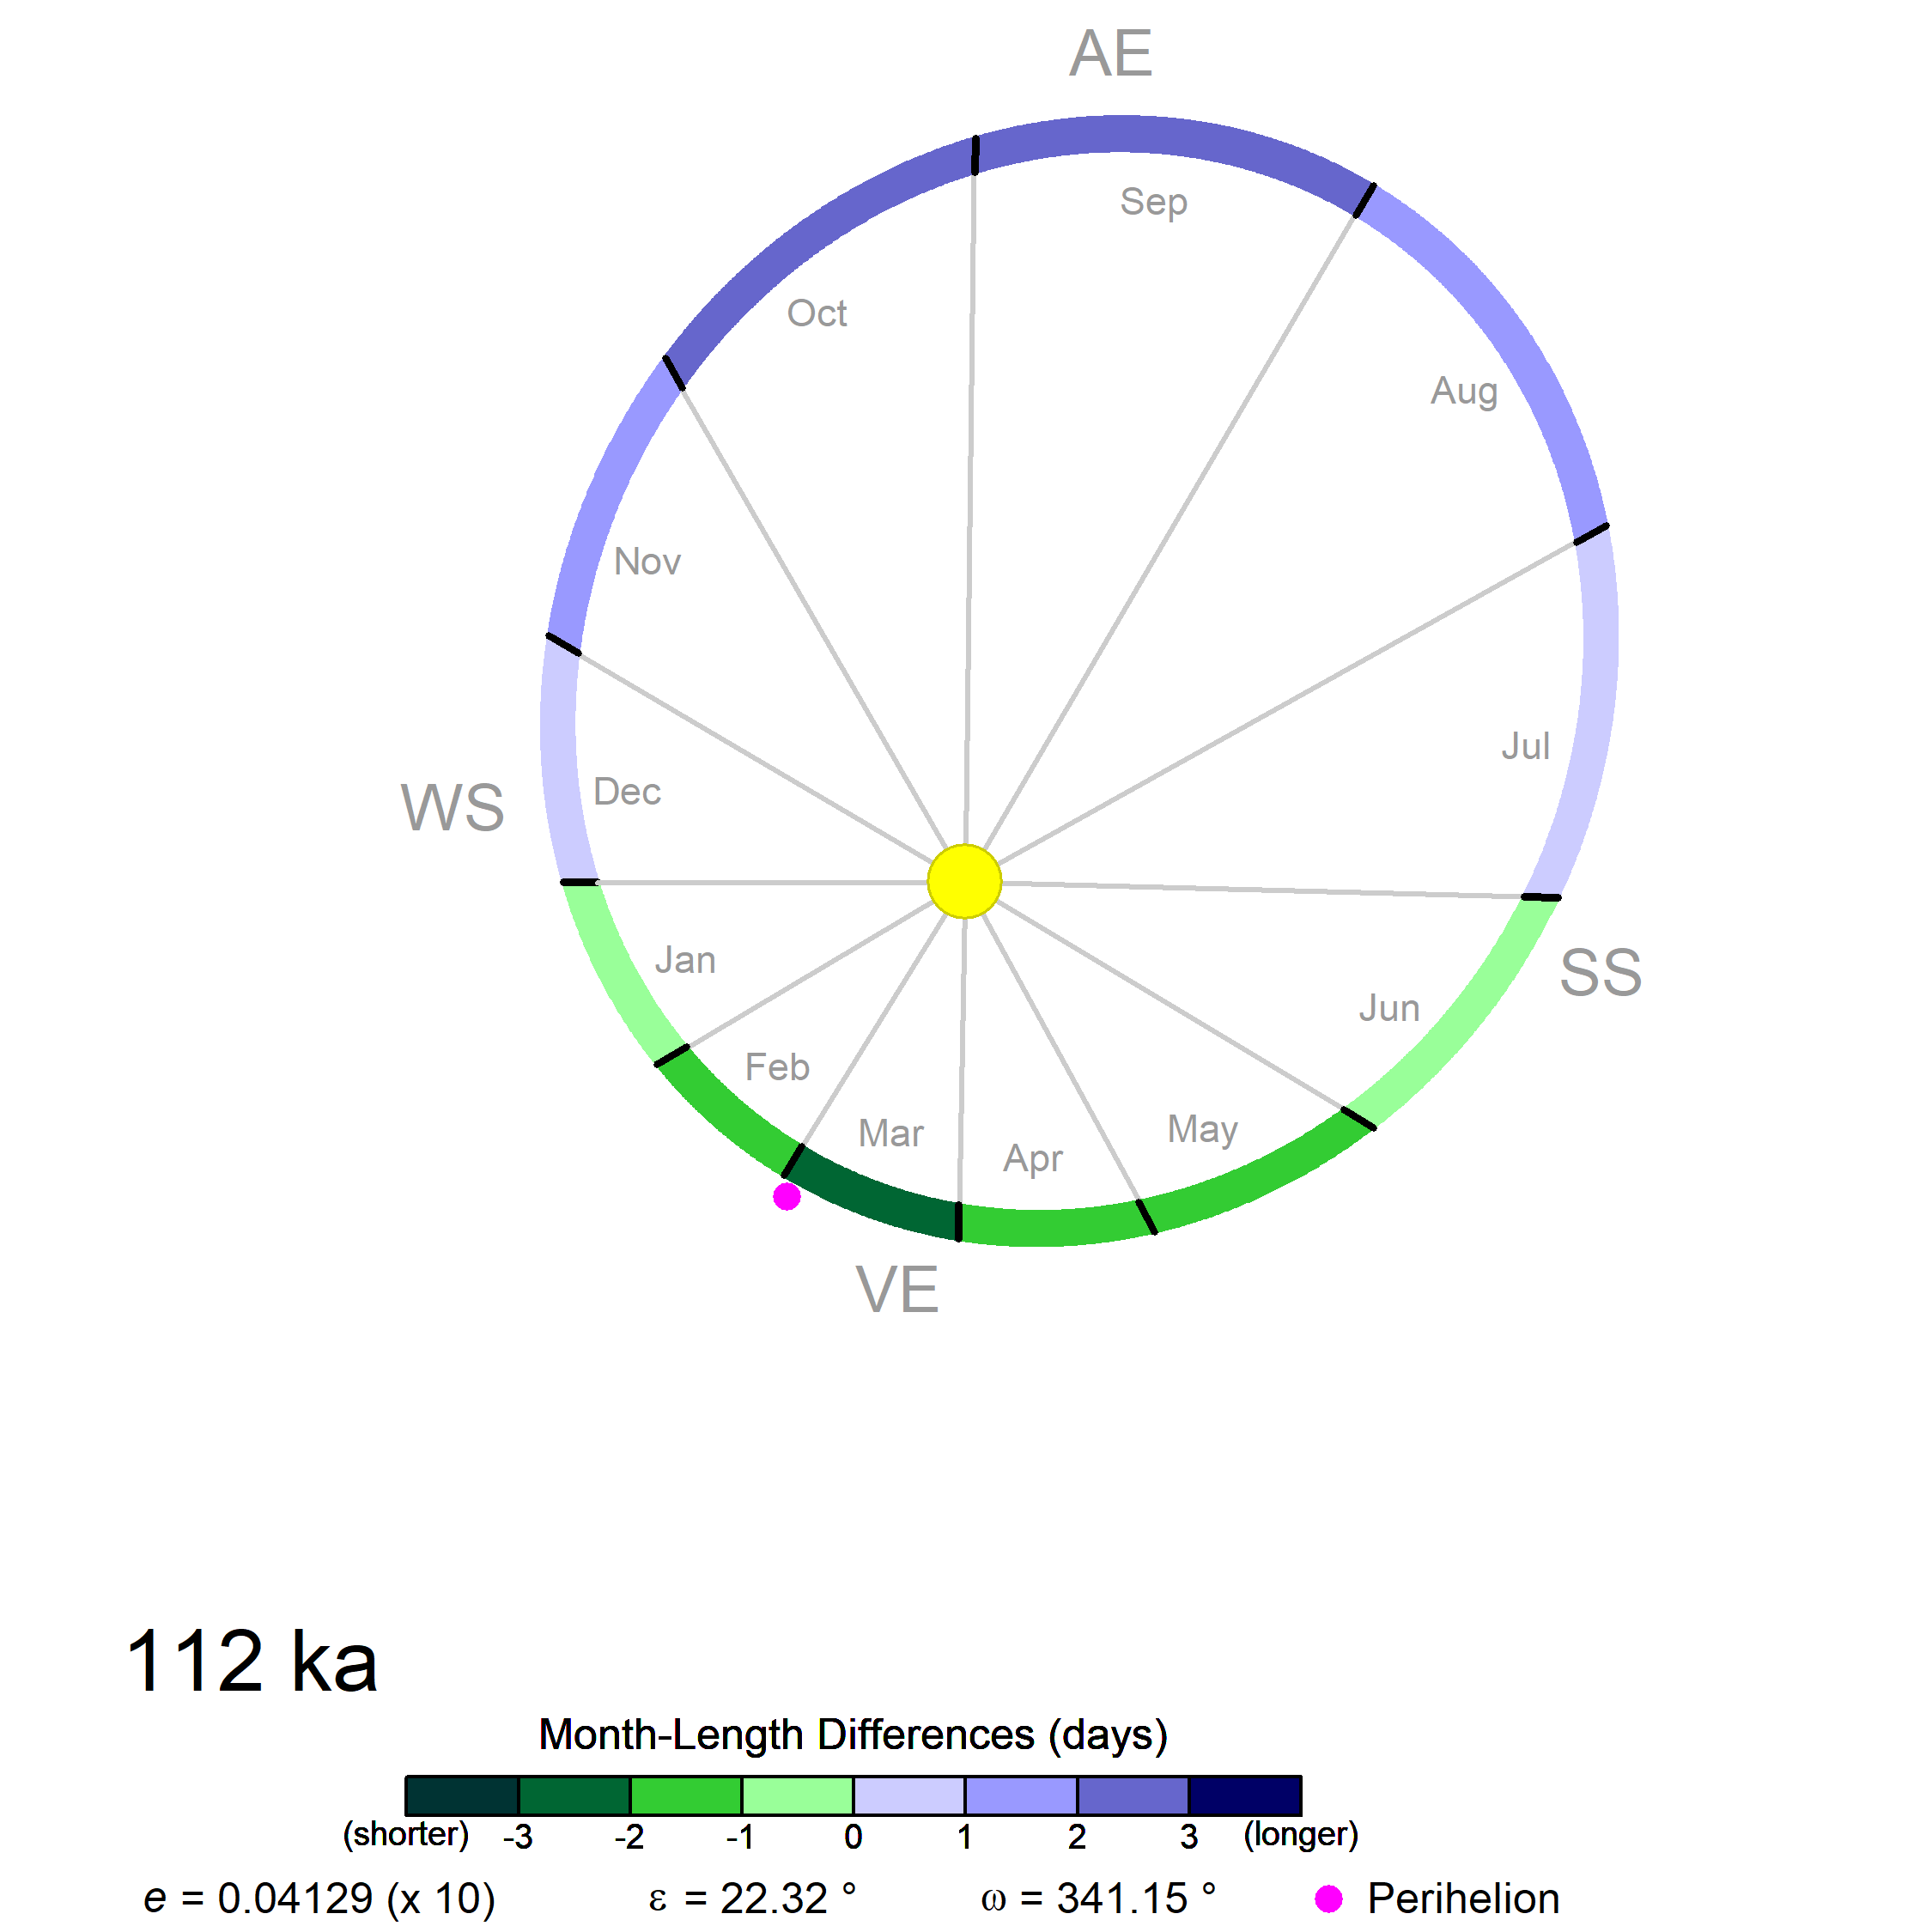 AE
Sep
Oct
Aug
Nov
Jul
WS
Dec
Jan
SS
Jun
Feb
Mar
May
Apr
VE
112 ka
Month-Length Differences (days)
(shorter) -3 -2 -1 0 1 2 3 (longer)
e = 0.04129 (x 10) ε = 22.32 ° ω = 341.15 ° Perihelion